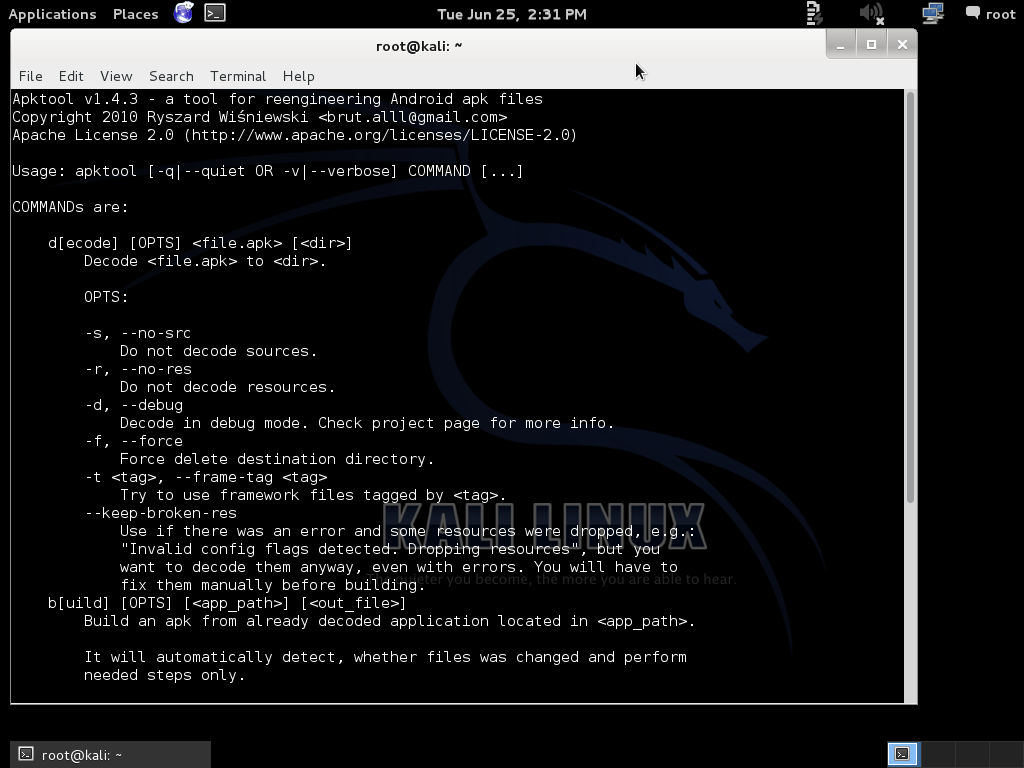 Applications Places Tue Jun 25, 2:31 PM root
root@kali: ~
File Edit View Search Terminal Help
Apktool v1.4.3 - a tool for reengineering Android apk files
Copyright 2010 Ryszard Wiśniewski <brut.alll@gmail.com>
Apache License 2.0 (http://www.apache.org/licenses/LICENSE-2.0)
Usage: apktool [-q|--quiet OR -v|--verbose] COMMAND [...]
COMMANDs are:
d[ecode] [OPTS] <file.apk> [<dir>]
Decode <file.apk> to <dir>.
OPTS:
-s, --no-src
Do not decode sources.
-r, --no-res
Do not decode resources.
-d, --debug
Decode in debug mode. Check project page for more info.
-f, --force
Force delete destination directory.
-t <tag>, --frame-tag <tag>
Try to use framework files tagged by <tag>.
--keep-broken-res
Use if there was an error and some resources were dropped, e.g.:
"Invalid config flags detected. Dropping resources", but you
want to decode them anyway, even with errors. You will have to
fix them manually before building.
KALI LINUX
The quieter you become, the more you are able to hear.
b[uild] [OPTS] [<app_path>] [<out_file>]
Build an apk from already decoded application located in <app_path>.
It will automatically detect, whether files was changed and perform
needed steps only.
root@kali: ~